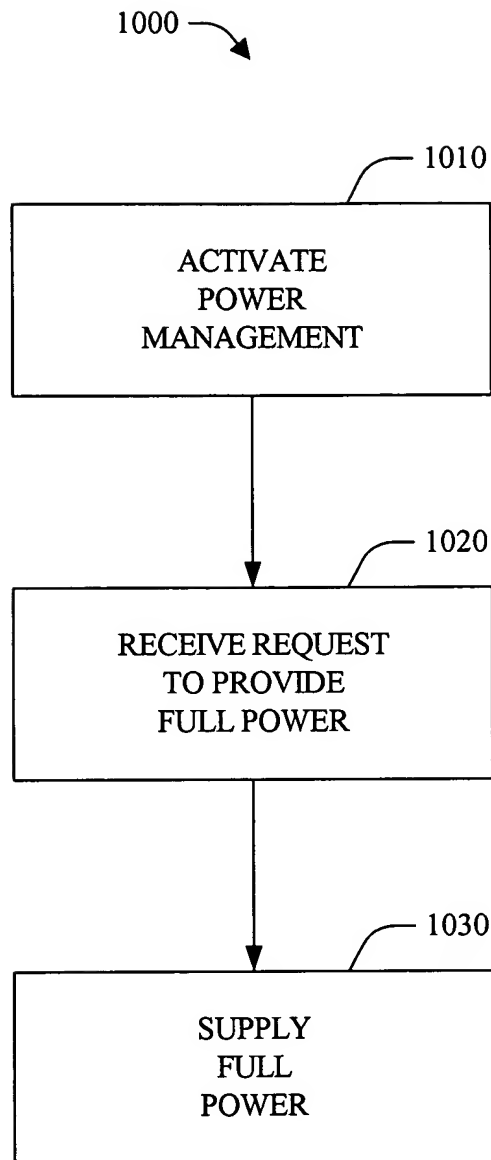 1000
1010
ACTIVATE
POWER
MANAGEMENT
1020
RECEIVE REQUEST
TO PROVIDE
FULL POWER
1030
SUPPLY
FULL
POWER